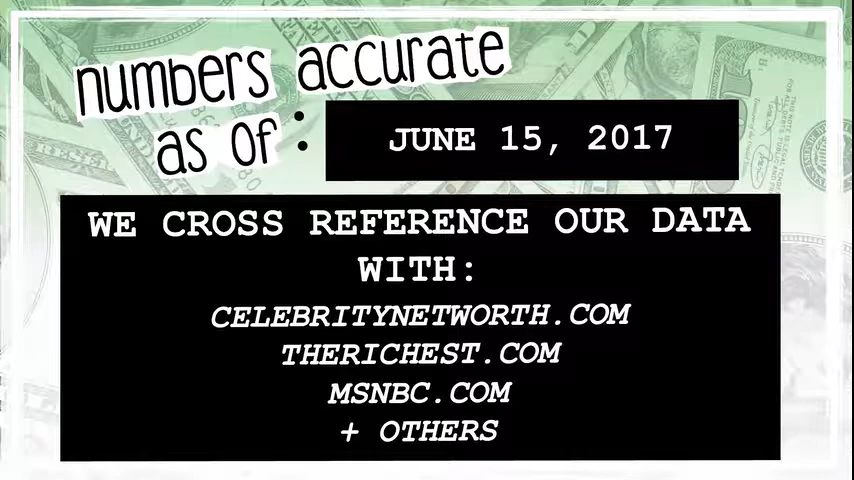 numbers accurate
as of: JUNE 15, 2017
WE CROSS REFERENCE OUR DATA
WITH:
CELEBRITYNETWORTH.COM
THERICHEST.COM
MSNBC.COM
+ OTHERS